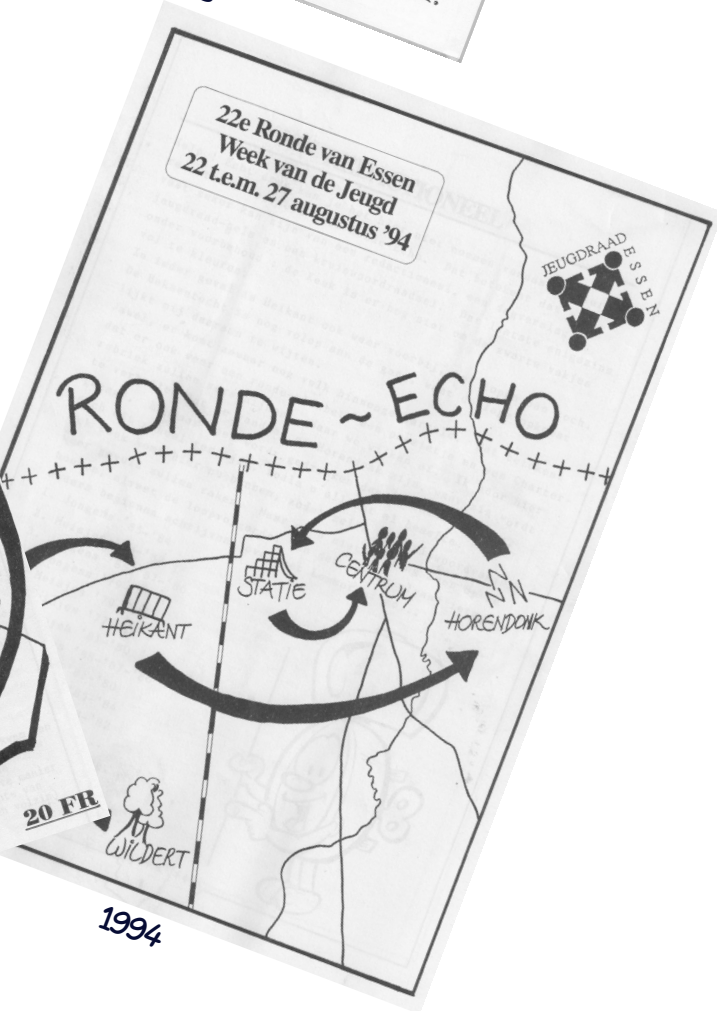 22e Ronde van Essen
Week van de Jeugd
22 t.e.m. 27 augustus '94
JEUGDRAAD
ESSEN
RONDE ~ ECHO
STATIE
CENTRUM
HEIKANT
HORENDONK
20 FR
WILDERT
1994